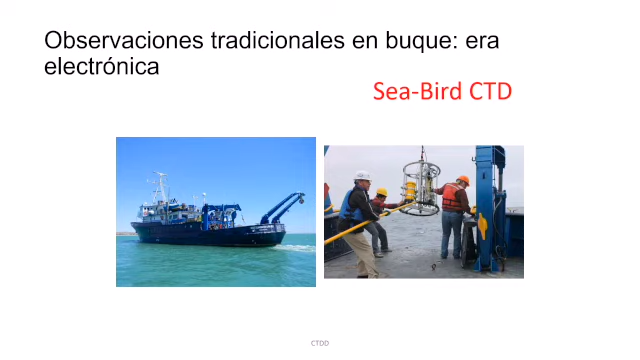 Observaciones tradicionales en buque: era
electrónica
Sea-Bird CTD
CTDD